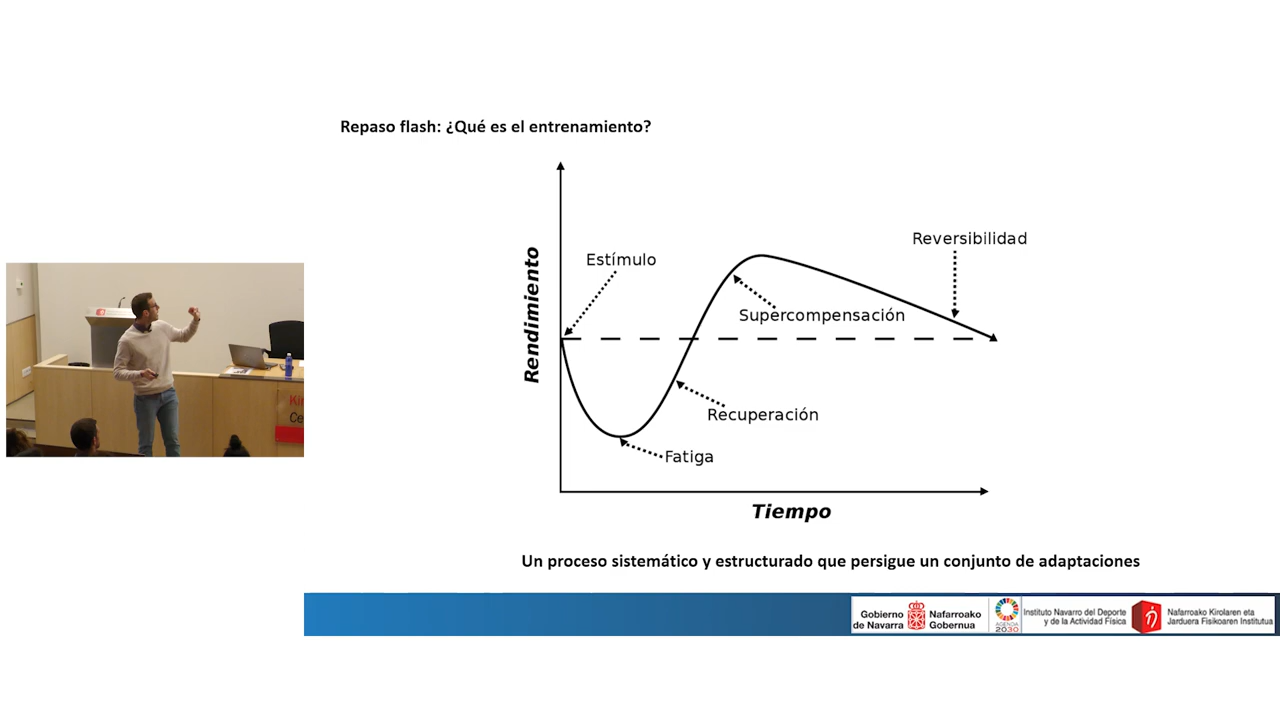 Repaso flash: ¿Qué es el entrenamiento?
Reversibilidad
Estímulo
Rendimiento
Supercompensación
Recuperación
Fatiga
Tiempo
Un proceso sistemático y estructurado que persigue un conjunto de adaptaciones
Gobierno
de Navarra
Nafarroako
Gobernua
AGENDA
2030
Instituto Navarro del Deporte
y de la Actividad Física
Nafarroako Kirolaren eta
Jarduera Fisikoaren Institutua